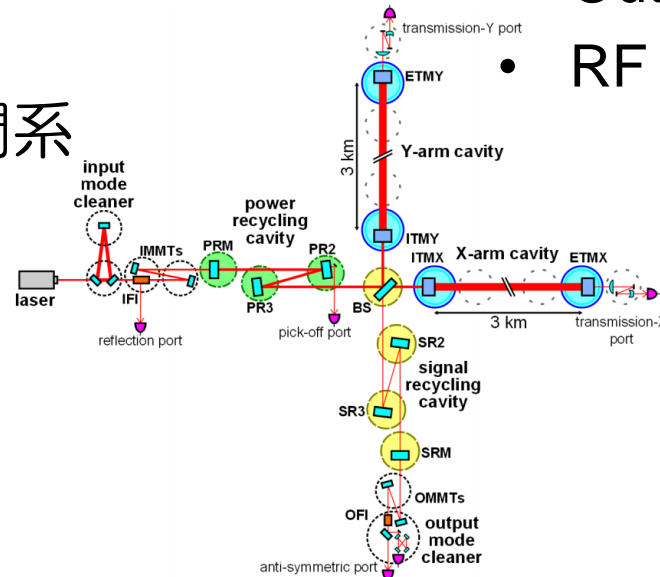 • RF
系
transmission-Y port
ETMY
3 km
Y-arm cavity
input
mode
cleaner
power
recycling
cavity
IMMTs
PRM
PR2
ITMY
ITMX
X-arm cavity
ETMX
laser
IFI
PR3
BS
3 km
reflection port
pick-off port
transmission-
port
SR2
signal
recycling
cavity
SR3
SRM
OMMTs
OFI
output
mode
cleaner
anti-symmetric port